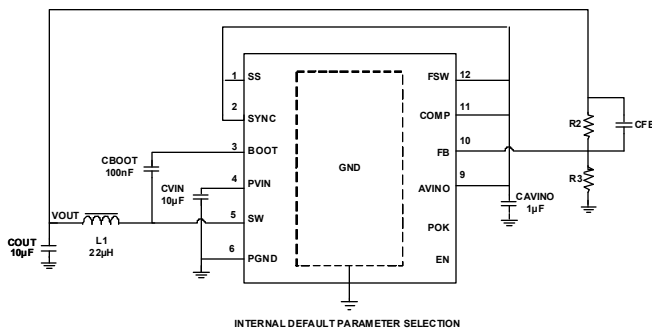 1 SS
FSW 12
2 SYNC
COMP 11
R2
CFB
3 BOOT
FB 10
CBOOT
100nF
GND
4 PVIN
CVIN
10µF
AVINO 9
R3
CAVINO
1µF
VOUT
5 SW
POK
COUT
10µF
L1
22µH
6 PGND
EN
INTERNAL DEFAULT PARAMETER SELECTION